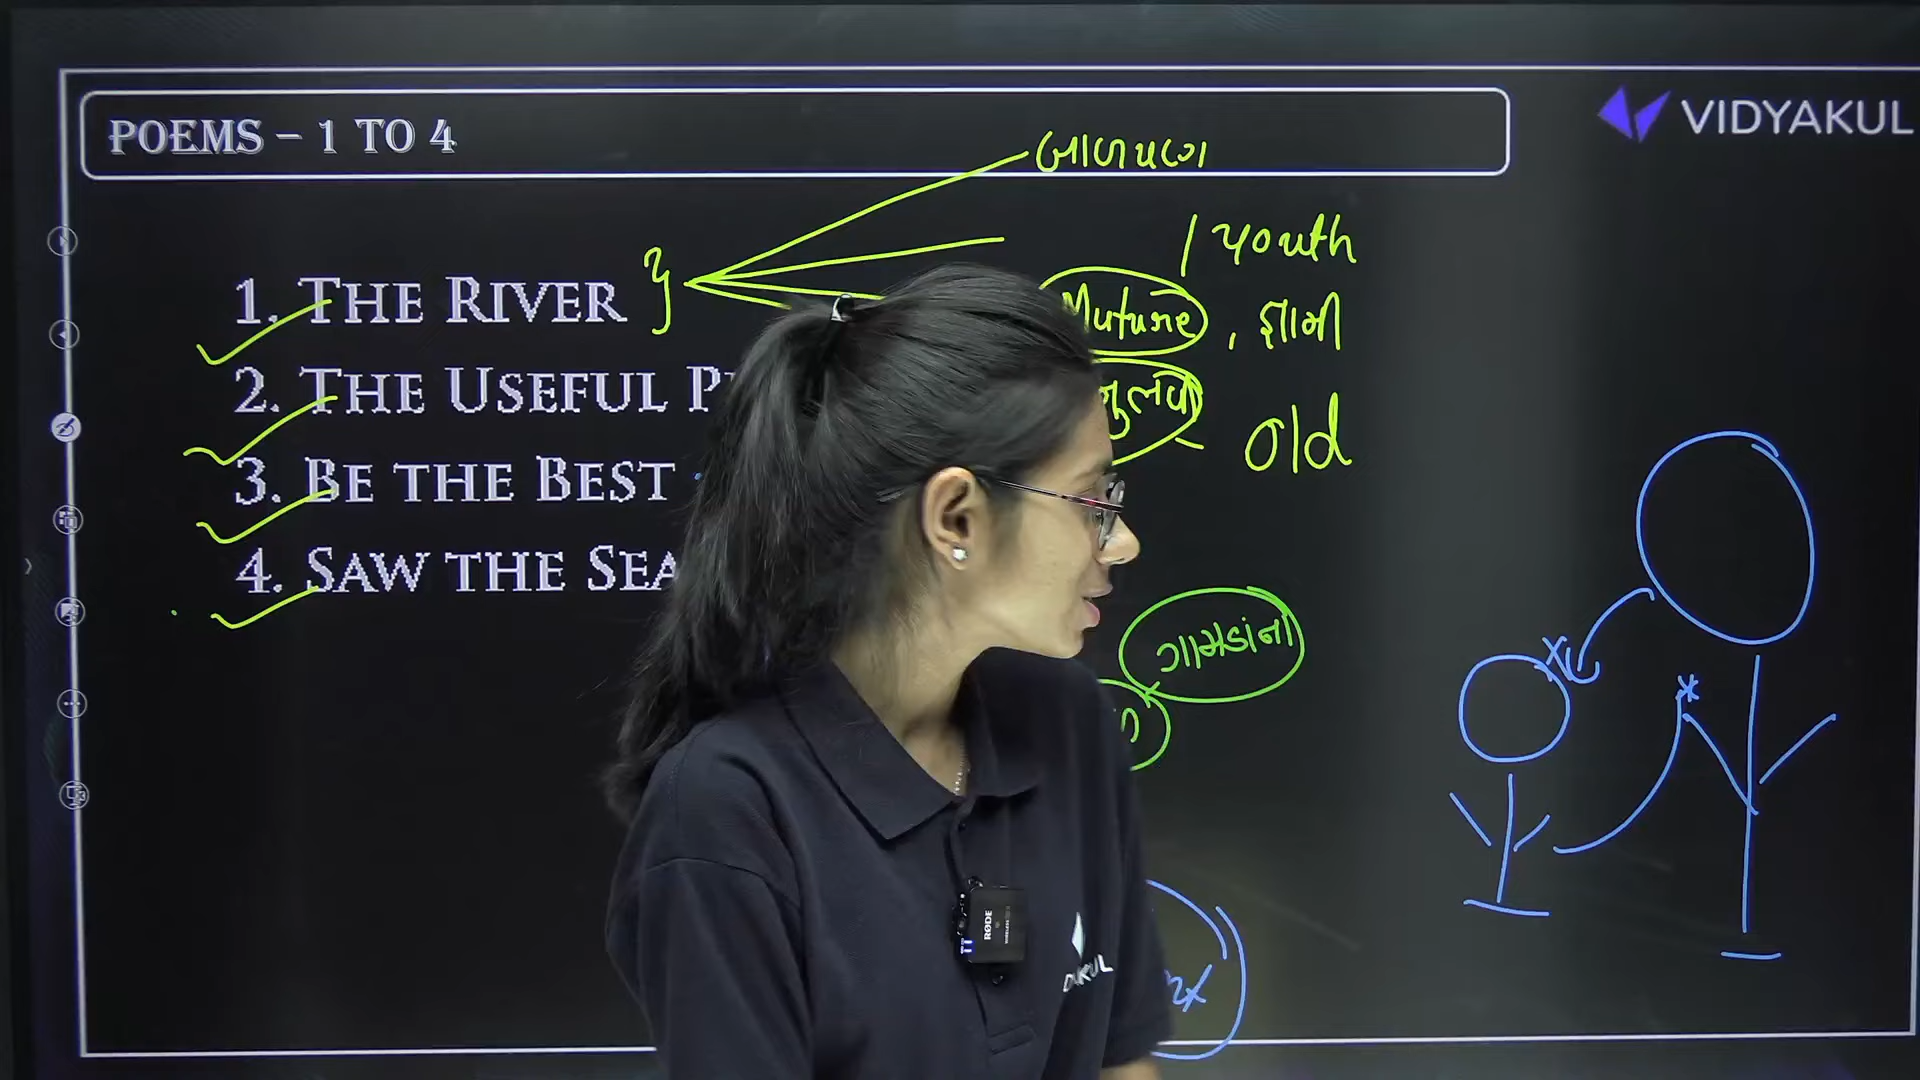 POEMS – 1 TO 4
VIDYAKUL
બાળપણ
/ Youth
1. THE RIVER
Muture , જ્ઞાની
2. THE USEFUL P
Old
3. BE THE BEST
4. SAW THE SEA
ગામડાંના
RØDE